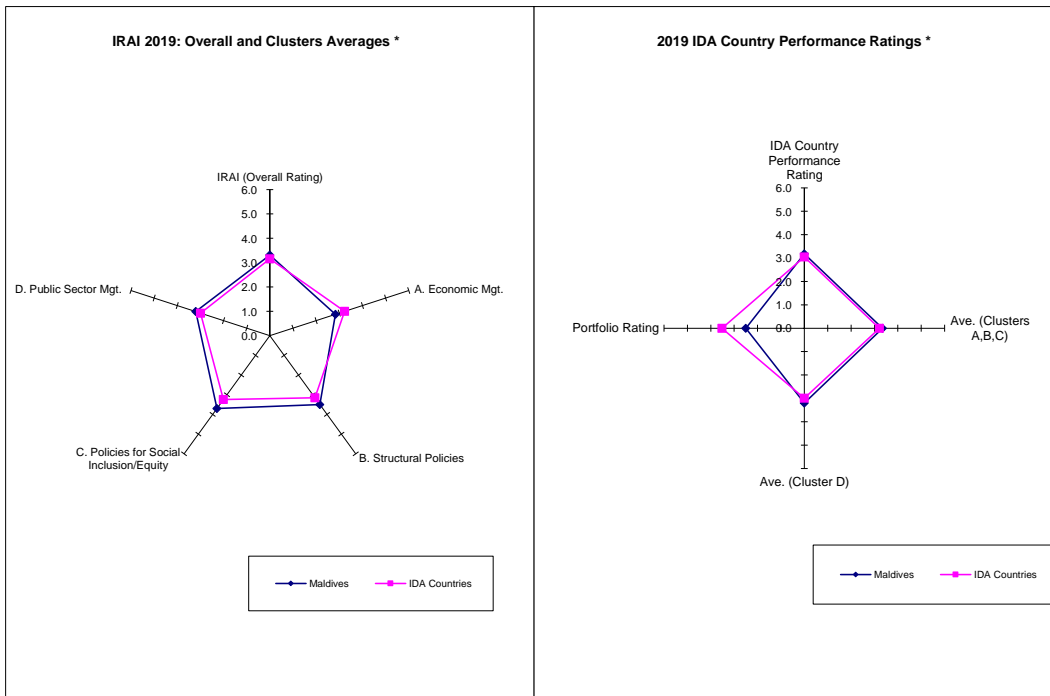 IRAI 2019: Overall and Clusters Averages *
IRAI (Overall Rating)
6.0
5.0
4.0
3.0
2.0
1.0
0.0
D. Public Sector Mgt.
A. Economic Mgt.
C. Policies for Social
Inclusion/Equity
B. Structural Policies
Maldives
IDA Countries
2019 IDA Country Performance Ratings *
IDA Country
Performance
Rating
6.0
5.0
4.0
3.0
2.0
1.0
0.0
Portfolio Rating
Ave. (Clusters
A,B,C)
Ave. (Cluster D)
Maldives
IDA Countries